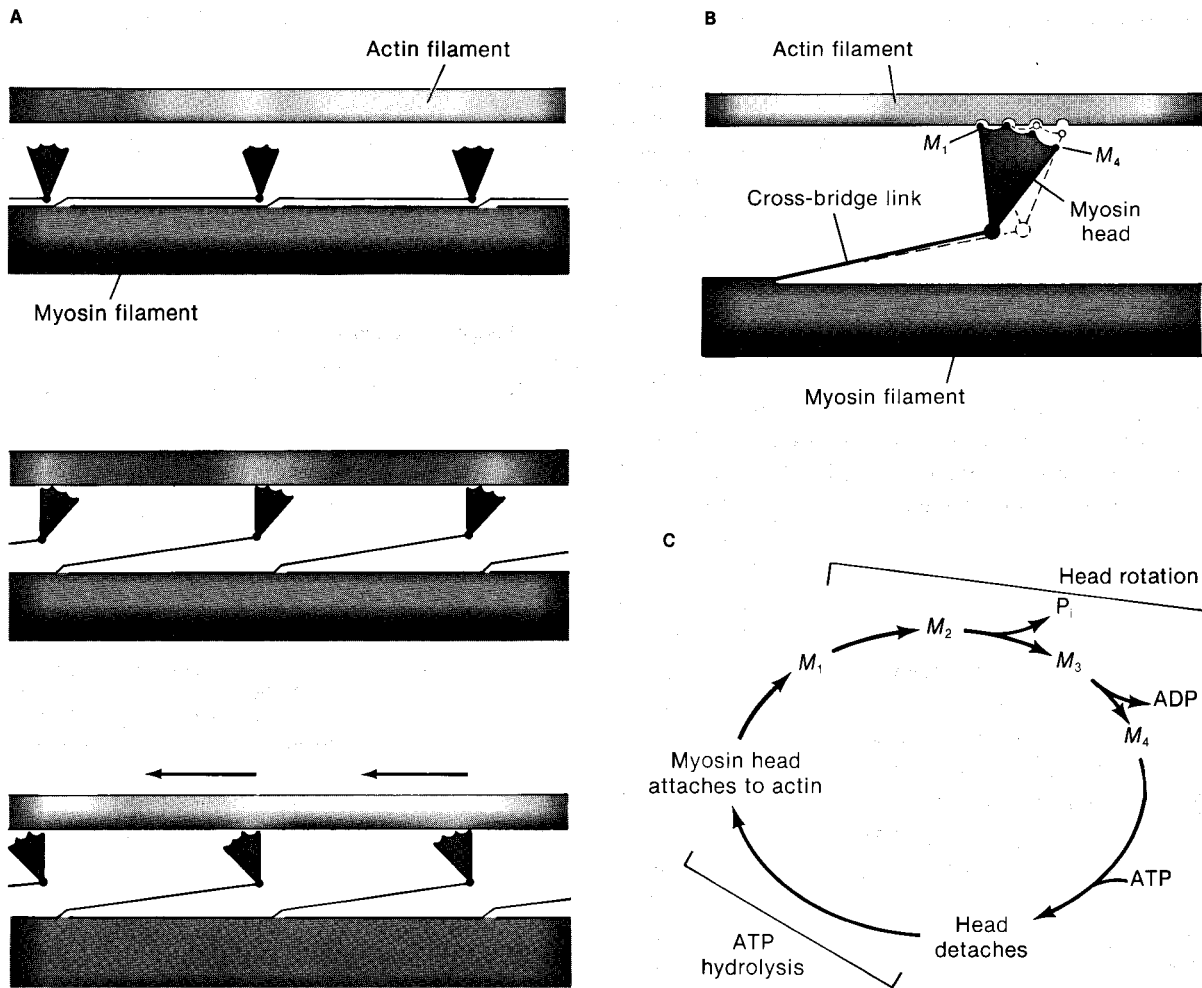 A
Actin filament
Myosin filament
B
Actin filament
M₁
M₄
Cross-bridge link
Myosin
head
Myosin filament
C
Head rotation
Pᵢ
M₂
M₁
M₃
ADP
M₄
Myosin head
attaches to actin
ATP
Head
detaches
ATP
hydrolysis